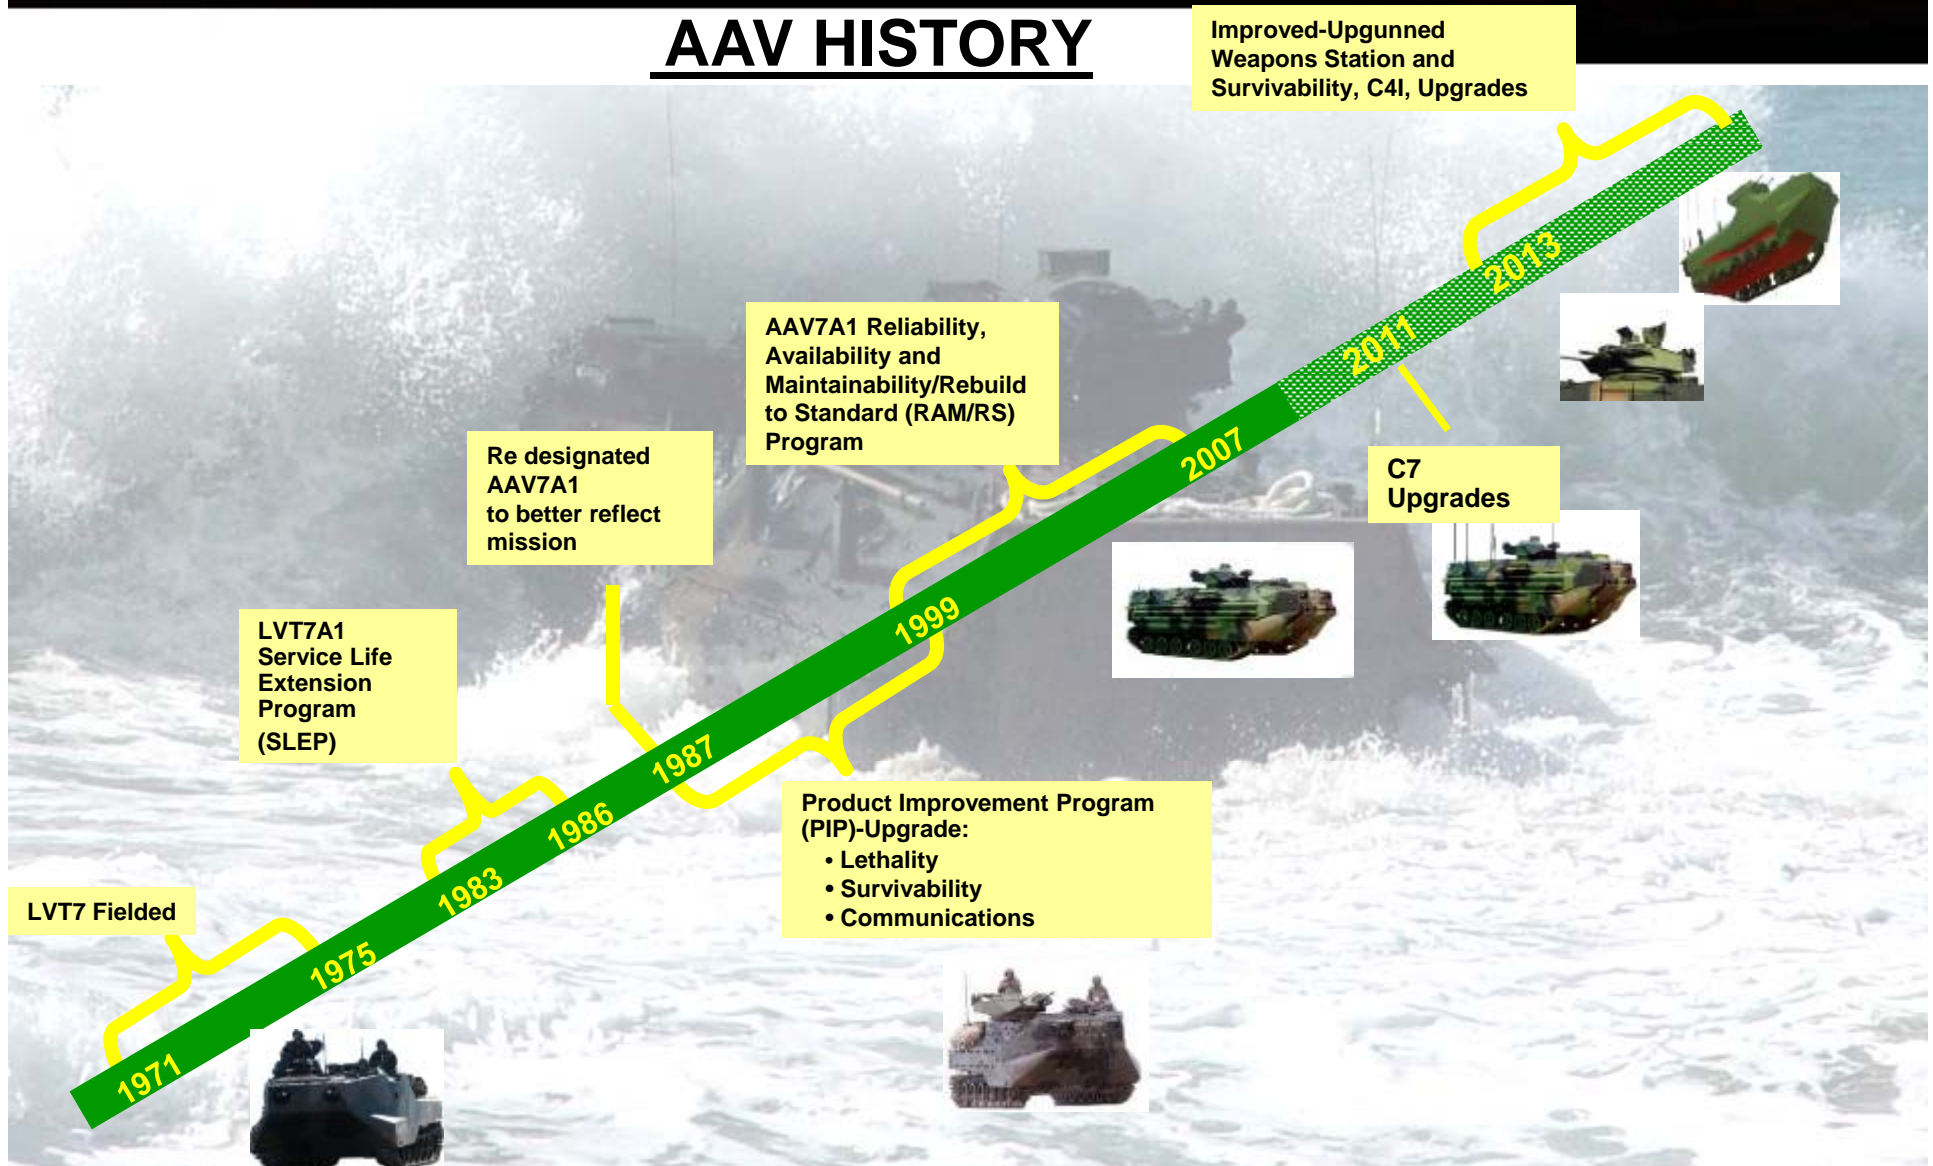 AAV HISTORY
Improved-Upgunned
Weapons Station and
Survivability, C4I, Upgrades
AAV7A1 Reliability,
Availability and
Maintainability/Rebuild
to Standard (RAM/RS)
Program
Re designated
AAV7A1
to better reflect
mission
LVT7A1
Service Life
Extension
Program
(SLEP)
LVT7 Fielded
C7
Upgrades
Product Improvement Program
(PIP)-Upgrade:
• Lethality
• Survivability
• Communications
1971
1975
1983
1986
1987
1999
2007
2011
2013